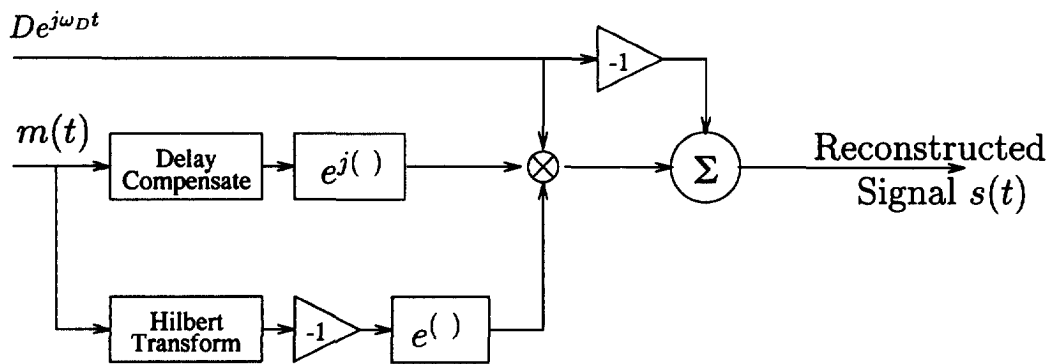 De^{jω_D t}
-1
m(t)
Delay
Compensate
e^{j( )}
⊗
Σ
Reconstructed
Signal s(t)
Hilbert
Transform
-1
e^{( )}